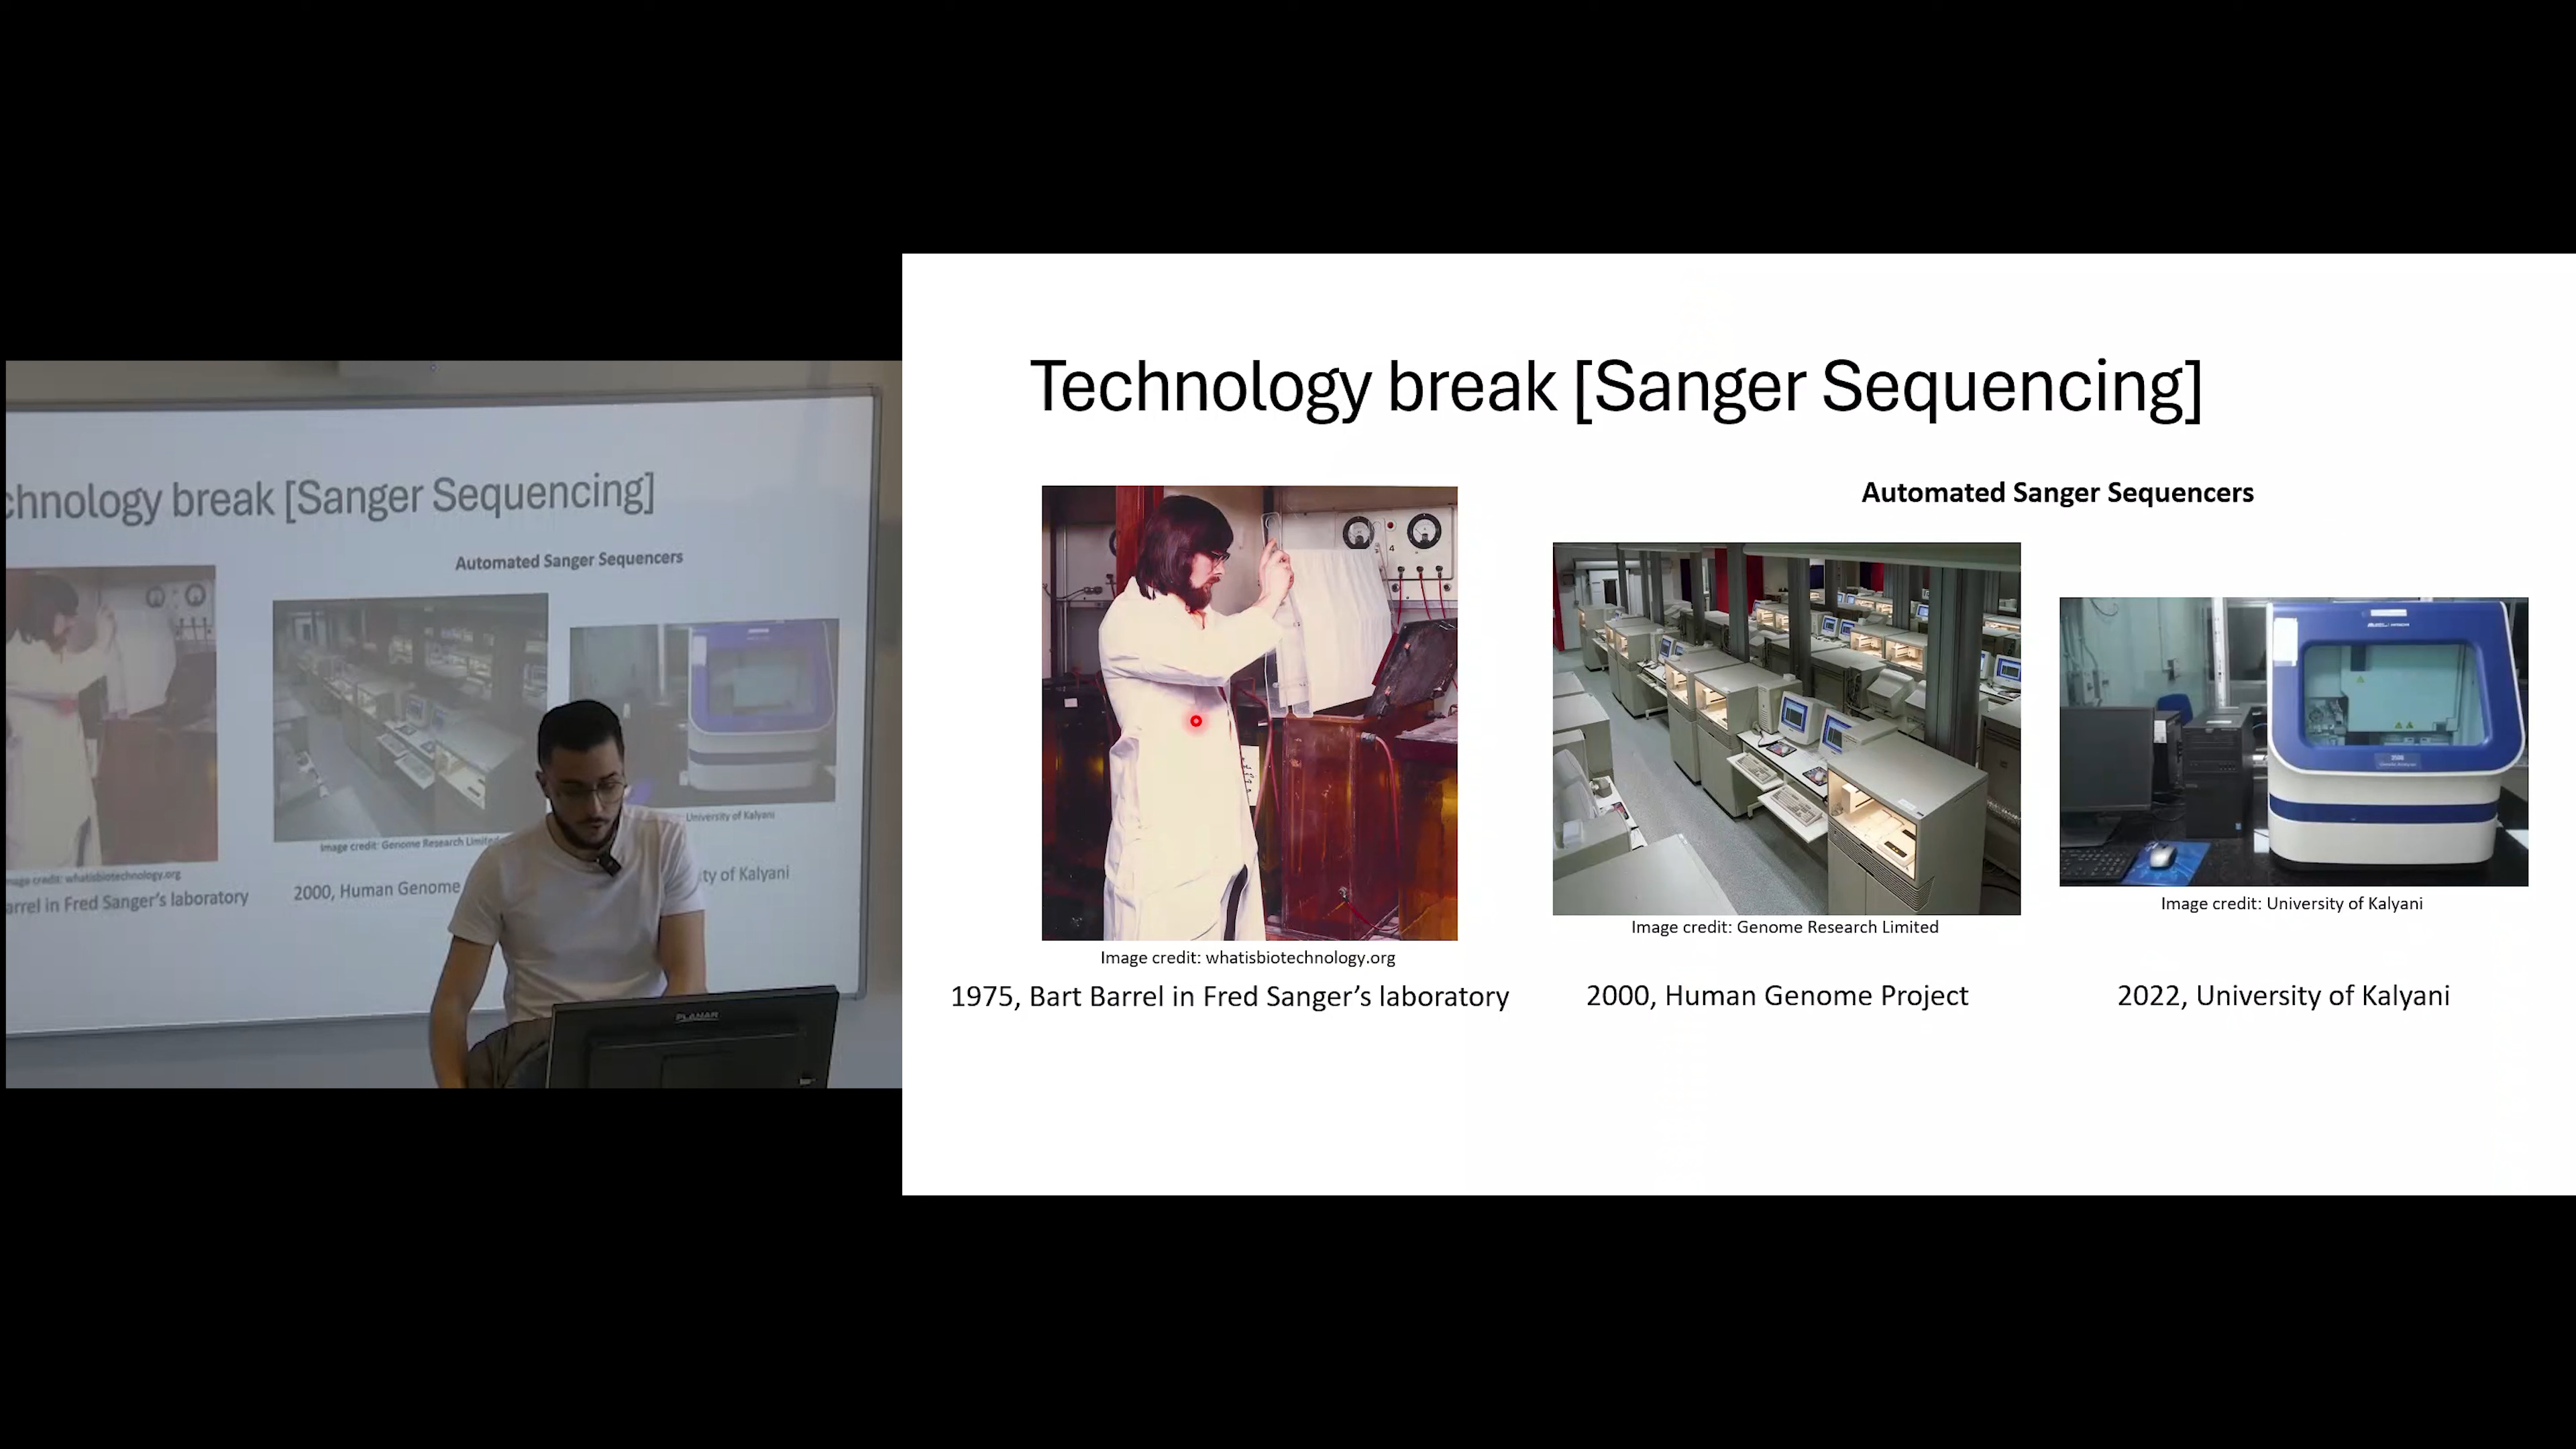 chnology break [Sanger Sequencing]
Automated Sanger Sequencers
University of Kalyani
Image credit: Genome Research Limited
mage credit: whatisbiotechnology.org
2000, Human Genome
ity of Kalyani
arrel in Fred Sanger's laboratory
PLANAR
Technology break [Sanger Sequencing]
Automated Sanger Sequencers
Image credit: University of Kalyani
Image credit: Genome Research Limited
Image credit: whatisbiotechnology.org
1975, Bart Barrel in Fred Sanger's laboratory
2000, Human Genome Project
2022, University of Kalyani